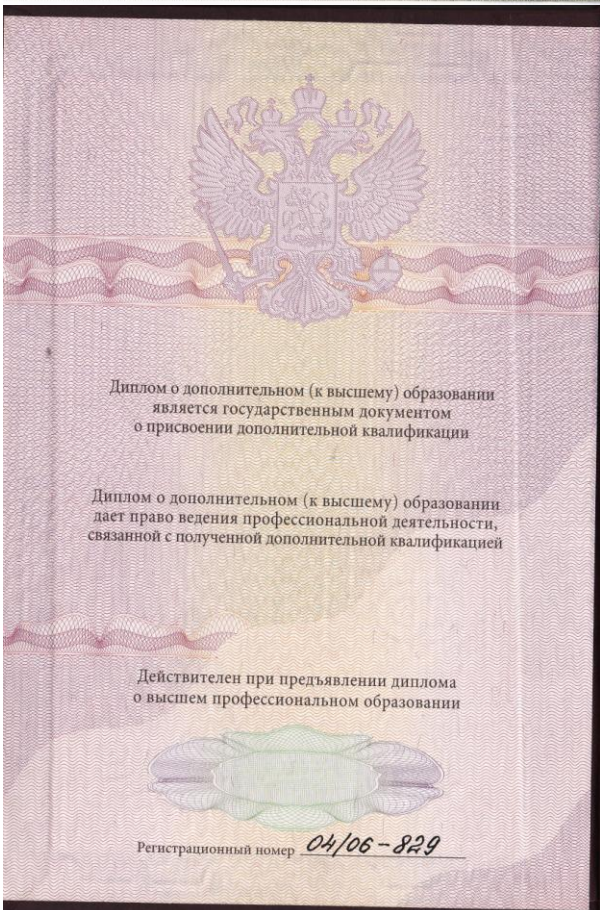 Диплом о дополнительном (к высшему) образовании
является государственным документом
о присвоении дополнительной квалификации
Диплом о дополнительном (к высшему) образовании
дает право ведения профессиональной деятельности,
связанной с полученной дополнительной квалификацией
Действителен при предъявлении диплома
о высшем профессиональном образовании
Регистрационный номер 04/06-829